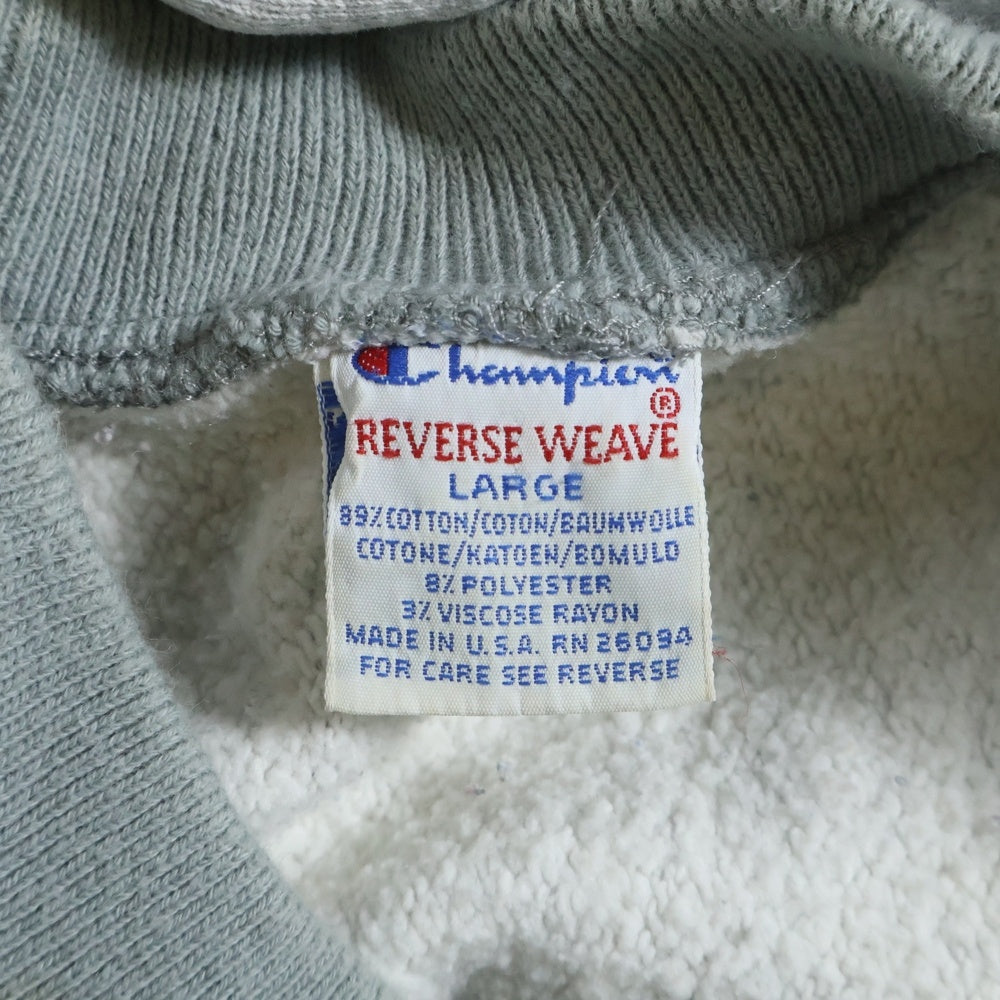 Champion
®
REVERSE WEAVE
LARGE
89% COTTON/COTON/BAUMWOLLE
COTONE/KATOEN/BOMULD
8% POLYESTER
3% VISCOSE RAYON
MADE IN U.S.A. RN 26094
FOR CARE SEE REVERSE